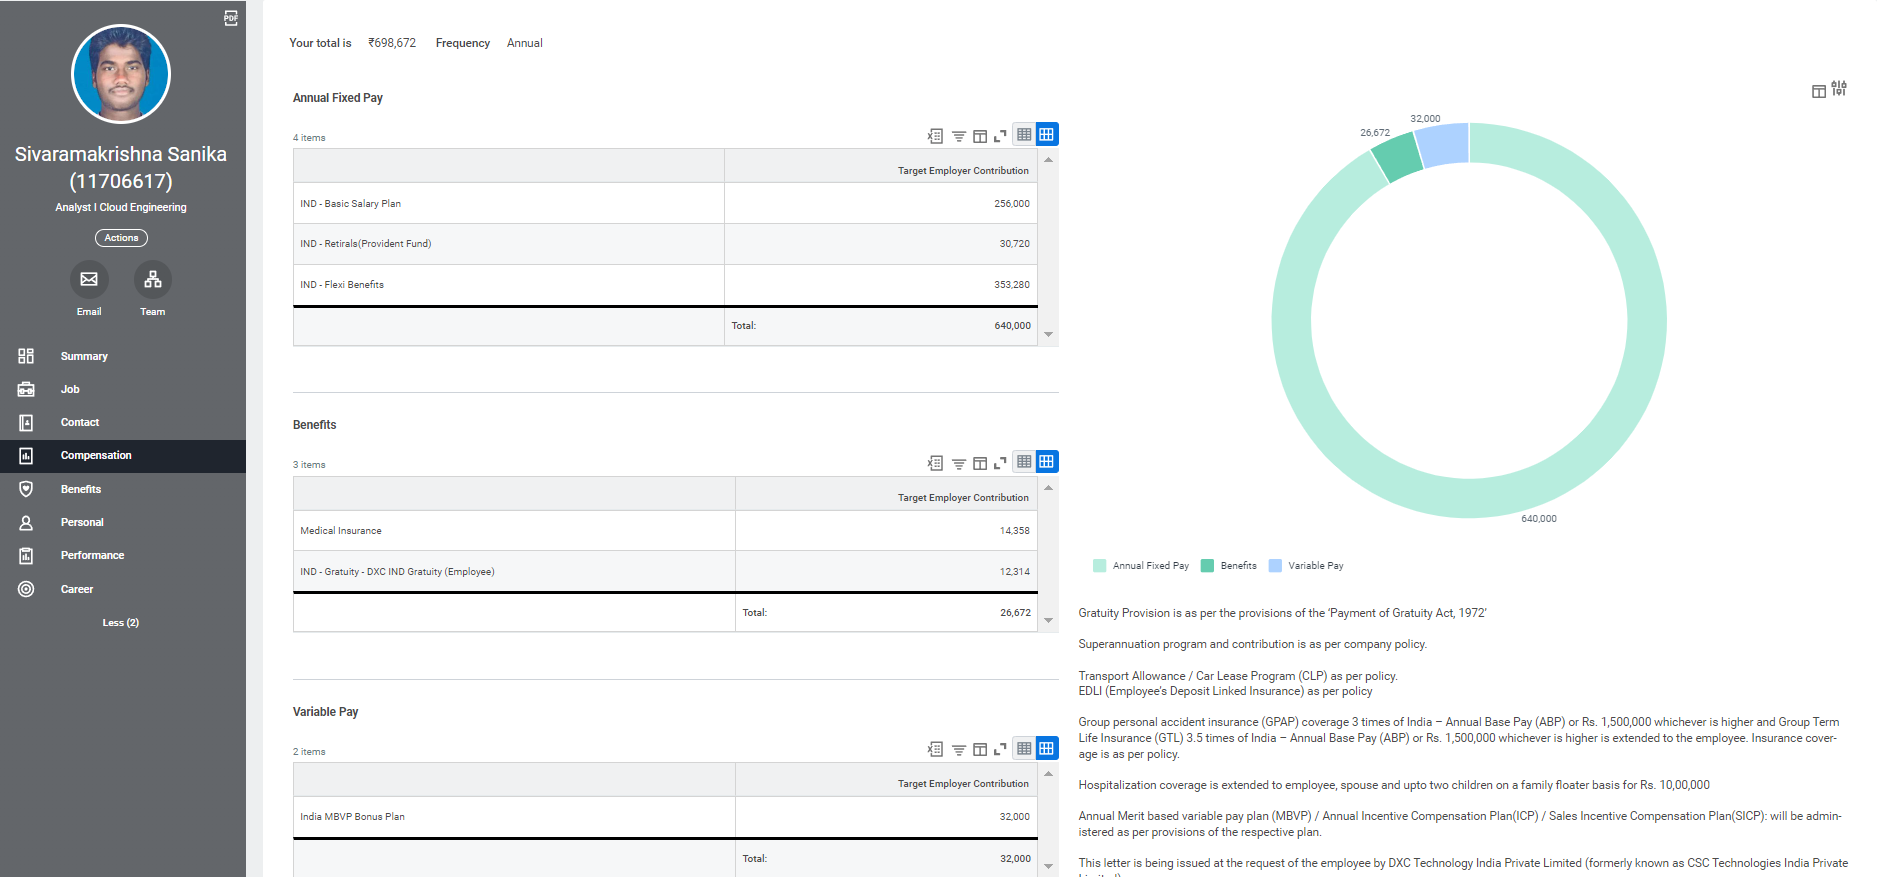 PDF
Sivaramakrishna Sanika
(11706617)
Analyst I Cloud Engineering
Actions
Email
Team
Summary
Job
Contact
Compensation
Benefits
Personal
Performance
Career
Less (2)
Your total is ₹698,672 Frequency Annual
Annual Fixed Pay
4 items
Target Employer Contribution
IND - Basic Salary Plan 256,000
IND - Retirals(Provident Fund) 30,720
IND - Flexi Benefits 353,280
Total: 640,000
Benefits
3 items
Target Employer Contribution
Medical Insurance 14,358
IND - Gratuity - DXC IND Gratuity (Employee) 12,314
Total: 26,672
Variable Pay
2 items
Target Employer Contribution
India MBVP Bonus Plan 32,000
Total: 32,000
32,000
26,672
640,000
Annual Fixed Pay Benefits Variable Pay
Gratuity Provision is as per the provisions of the ‘Payment of Gratuity Act, 1972’
Superannuation program and contribution is as per company policy.
Transport Allowance / Car Lease Program (CLP) as per policy.
EDLI (Employee’s Deposit Linked Insurance) as per policy
Group personal accident insurance (GPAP) coverage 3 times of India – Annual Base Pay (ABP) or Rs. 1,500,000 whichever is higher and Group Term
Life Insurance (GTL) 3.5 times of India – Annual Base Pay (ABP) or Rs. 1,500,000 whichever is higher is extended to the employee. Insurance cover-
age is as per policy.
Hospitalization coverage is extended to employee, spouse and upto two children on a family floater basis for Rs. 10,00,000
Annual Merit based variable pay plan (MBVP) / Annual Incentive Compensation Plan(ICP) / Sales Incentive Compensation Plan(SICP): will be admin-
istered as per provisions of the respective plan.
This letter is being issued at the request of the employee by DXC Technology India Private Limited (formerly known as CSC Technologies India Private